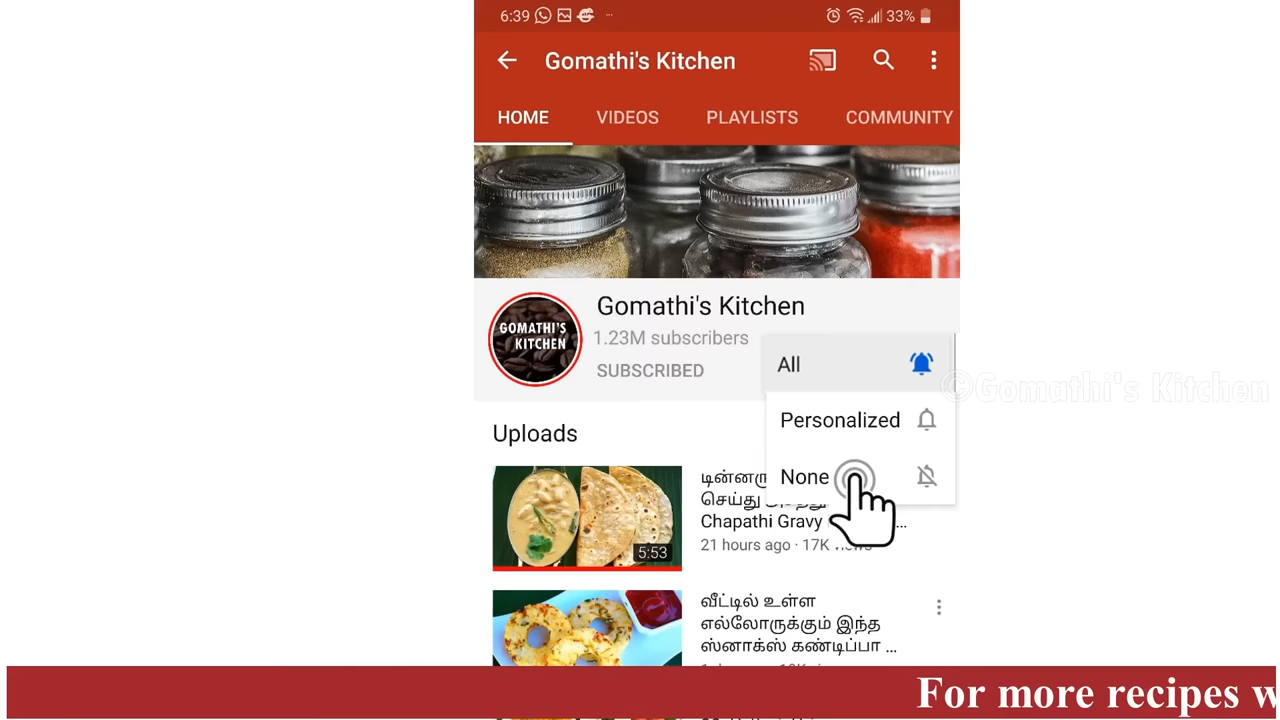 6:39
33%
Gomathi's Kitchen
HOME VIDEOS PLAYLISTS COMMUNITY
GOMATHI'S
KITCHEN
Gomathi's Kitchen
1.23M subscribers
SUBSCRIBED
All
Personalized
None
©Gomathi's Kitchen
Uploads
5:53
செய்து
Chapathi Gravy ...
21 hours ago · 17K views
வீட்டில் உள்ள
எல்லோருக்கும் இந்த
ஸ்னாக்ஸ் கண்டிப்பா ...
For more recipes